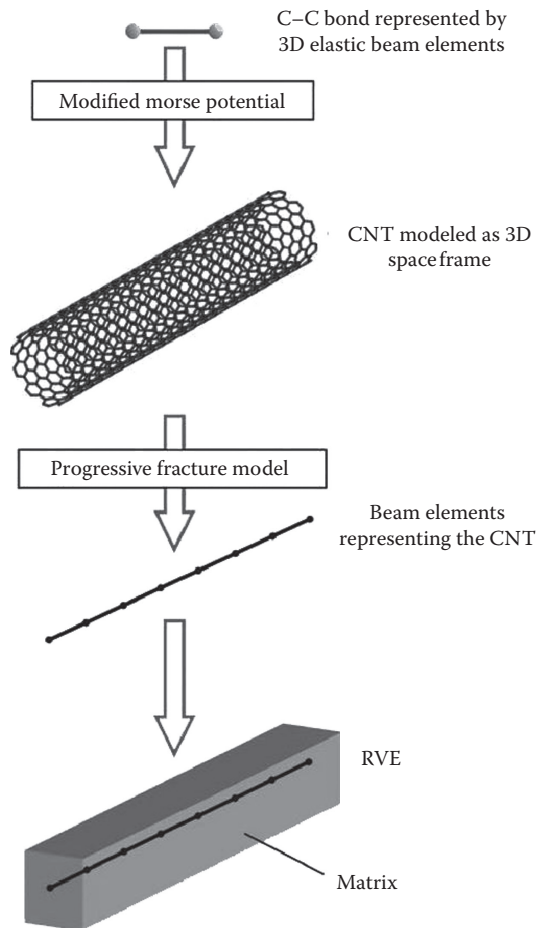 C–C bond represented by
3D elastic beam elements
Modified morse potential
CNT modeled as 3D
space frame
Progressive fracture model
Beam elements
representing the CNT
RVE
Matrix